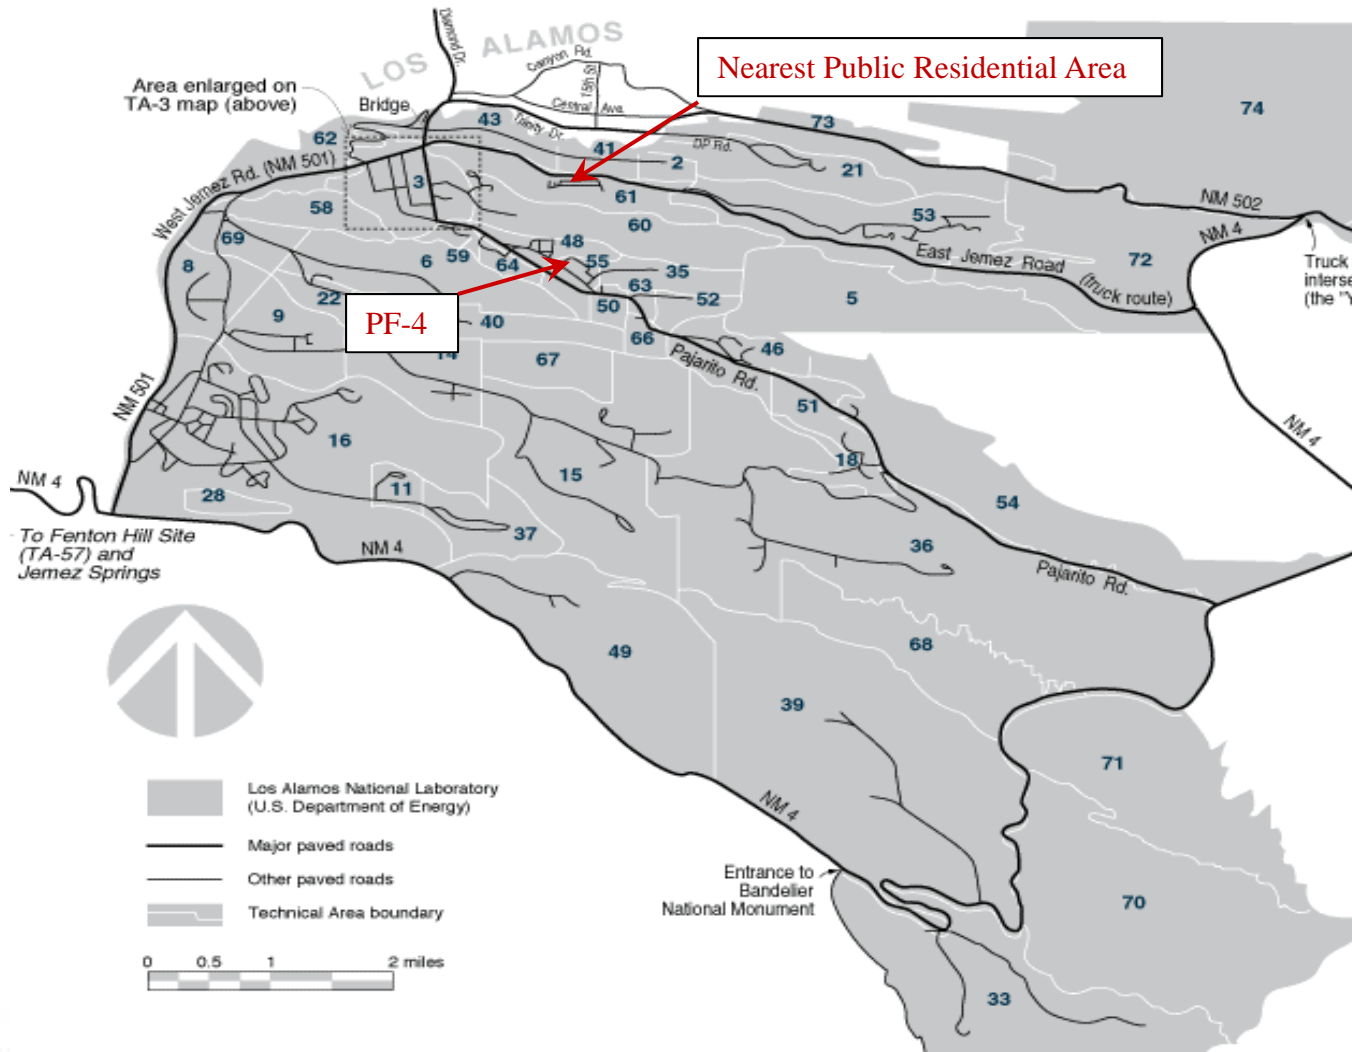 LOS ALAMOS
Diamond Dr.
Canyon Rd.
15th St
Central Ave.
Nearest Public Residential Area
Area enlarged on
TA-3 map (above)
Bridge
Trinity Dr.
DP Rd.
62
43
41
2
73
74
21
West Jemez Rd. (NM 501)
3
58
61
60
53
NM 502
NM 4
72
East Jemez Road
(truck route)
Truck
interse
(the "Y
69
8
6
59
64
48
55
35
63
52
50
5
22
9
PF-4
40
14
66
46
67
Pajarito Rd.
51
NM 501
16
18
15
NM 4
NM 4
28
11
37
54
To Fenton Hill Site
(TA-57) and
Jemez Springs
NM 4
36
Pajarito Rd.
49
68
39
71
Los Alamos National Laboratory
(U.S. Department of Energy)
Major paved roads
Other paved roads
Technical Area boundary
NM 4
Entrance to
Bandelier
National Monument
70
0 0.5 1 2 miles
33